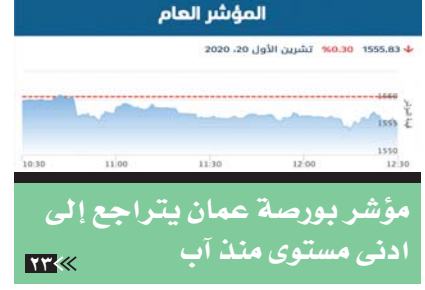 المؤشر العام
1555.83 %0.30 تشرين الأول 20، 2020
1560
1555
1550
10:30 11:00 11:30 12:00 12:30
مؤشر بورصة عمان يتراجع إلى
ادنى مستوى منذ آب
٢٣